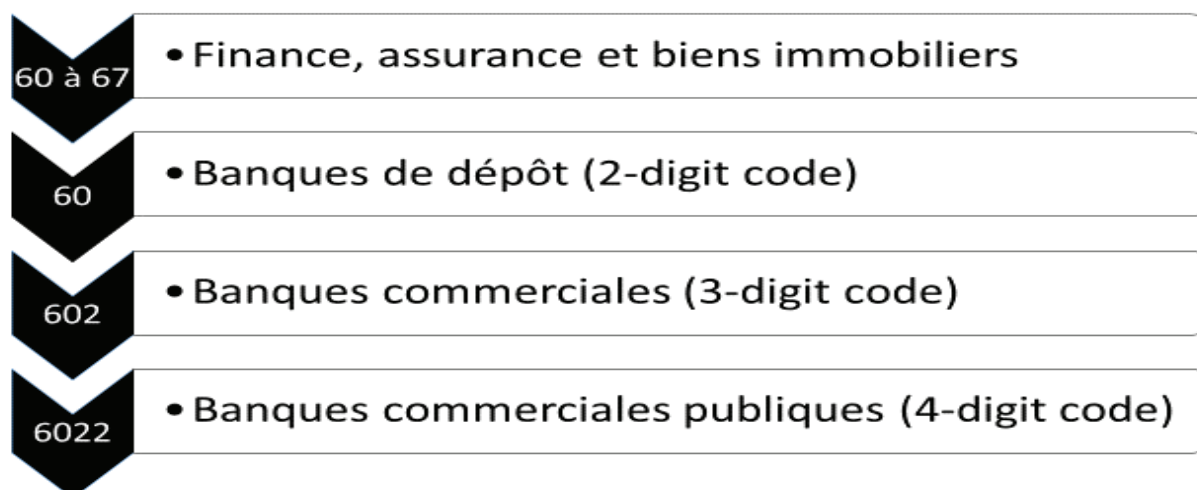 60 à 67
• Finance, assurance et biens immobiliers
60
• Banques de dépôt (2-digit code)
602
• Banques commerciales (3-digit code)
6022
• Banques commerciales publiques (4-digit code)